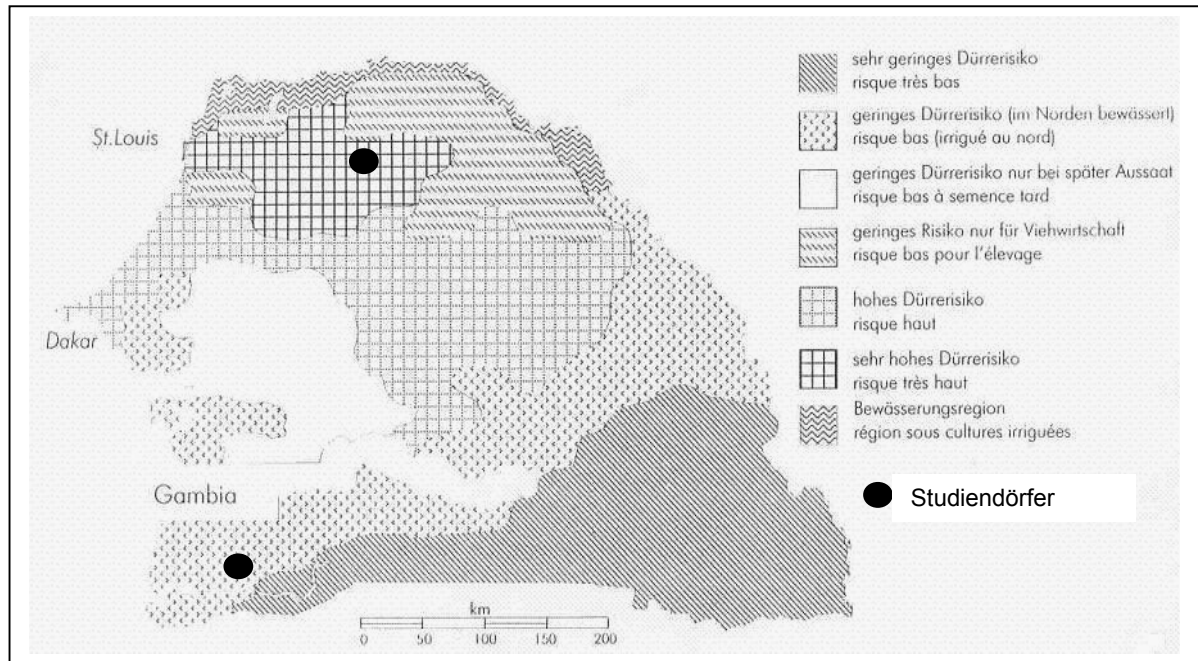 St.Louis
Dakar
Gambia
km
0 50 100 150 200
sehr geringes Dürrerisiko
risque très bas
geringes Dürrerisiko (im Norden bewässert)
risque bas (irrigué au nord)
geringes Dürrerisiko nur bei später Aussaat
risque bas à semence tard
geringes Risiko nur für Viehwirtschaft
risque bas pour l'élevage
hohes Dürrerisiko
risque haut
sehr hohes Dürrerisiko
risque très haut
Bewässerungsregion
région sous cultures irriguées
Studiendörfer